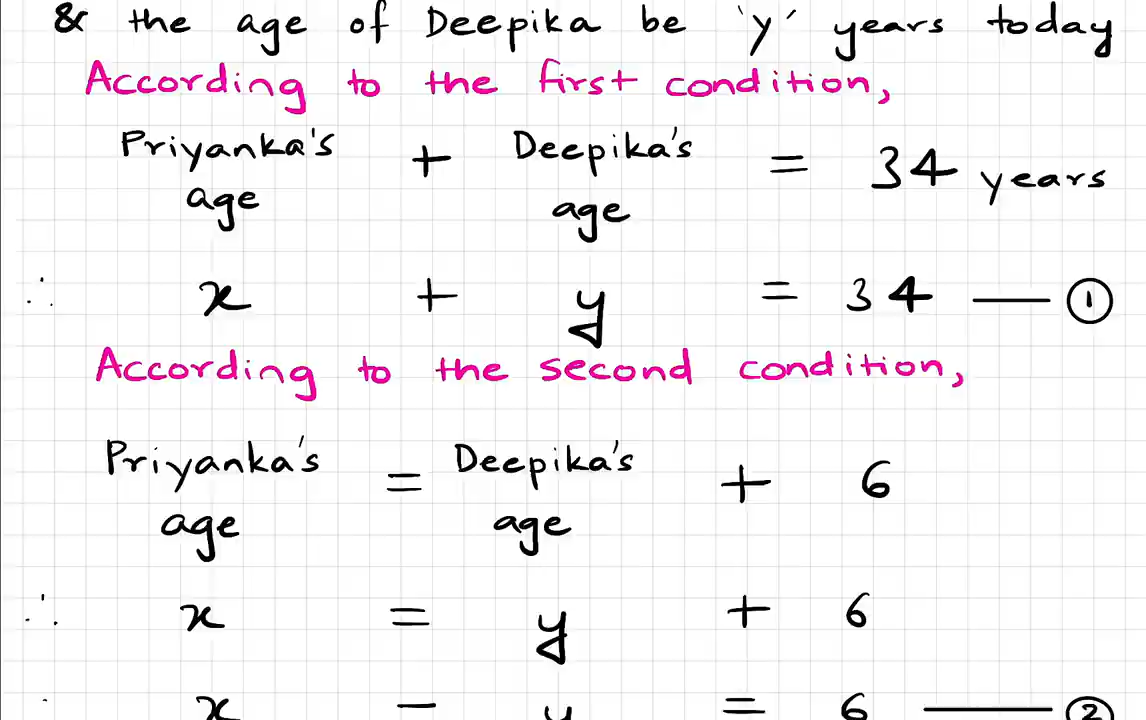 & the age of Deepika be 'y' years today
According to the first condition,
Priyanka's age + Deepika's age = 34 years
∴ x + y = 34 —— ①
According to the second condition,
Priyanka's age = Deepika's age + 6
∴ x = y + 6
∴ x - y = 6 —— ②